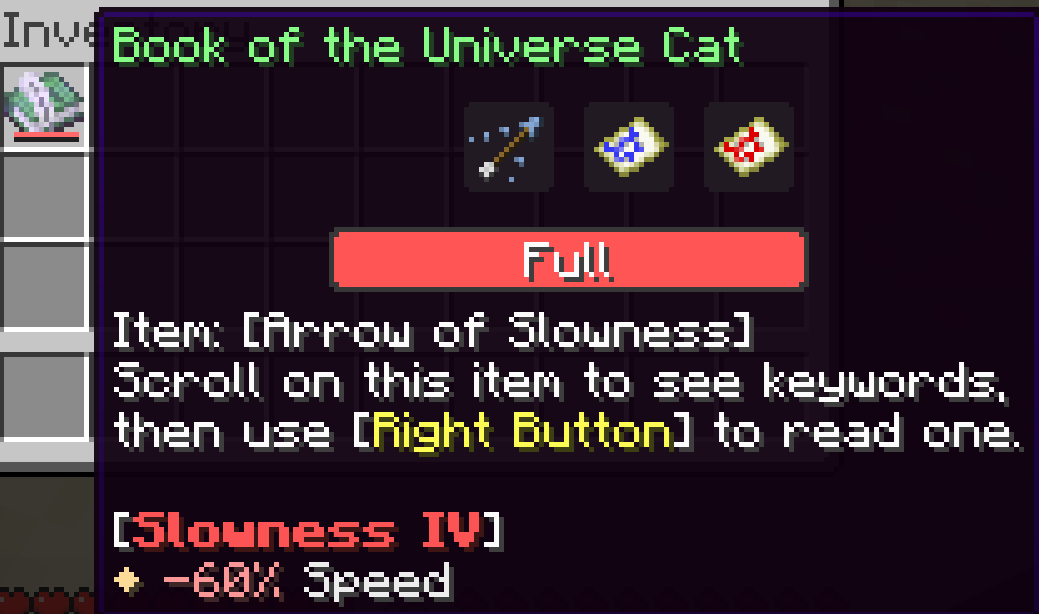 Book of the Universe Cat
Full
Item: [Arrow of Slowness]
Scroll on this item to see keywords,
then use [Right Button] to read one.
[Slowness IV]
-60% Speed